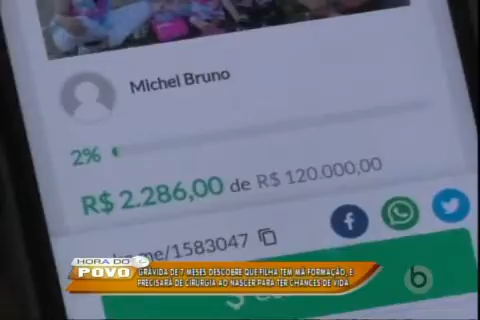 Michel Bruno
2%
R$ 2.286,00 de R$ 120.000,00
me/1583047
HORA DO
POVO
GRÁVIDA DE 7 MESES DESCOBRE QUE FILHA TEM MÁ FORMAÇÃO, E
PRECISARÁ DE CIRURGIA AO NASCER PARA TER CHANCES DE VIDA
b